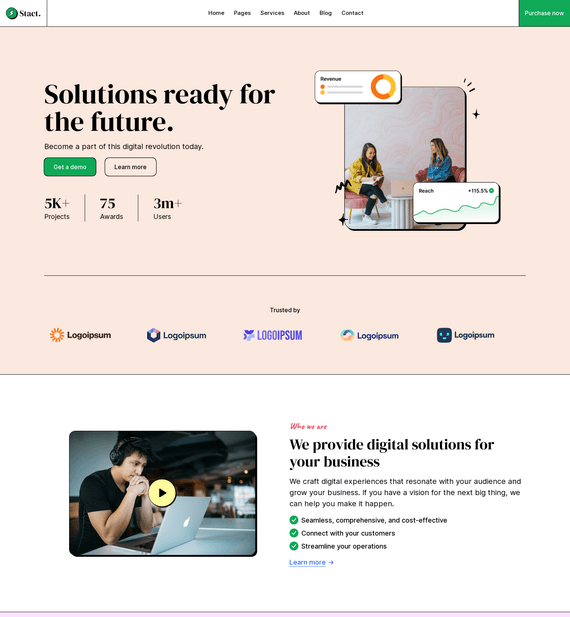 Stact.
Home Pages Services About Blog Contact
Purchase now
Solutions ready for
the future.
Become a part of this digital revolution today.
Get a demo
Learn more
5K+
Projects
75
Awards
3m+
Users
Revenue
Reach
+115.5%
Trusted by
Logoipsum
Logoipsum
LOGOIPSUM
Logoipsum
Logoipsum
Who we are
We provide digital solutions for
your business
We craft digital experiences that resonate with your audience and
grow your business. If you have a vision for the next big thing, we
can help you make it happen.
Seamless, comprehensive, and cost-effective
Connect with your customers
Streamline your operations
Learn more →